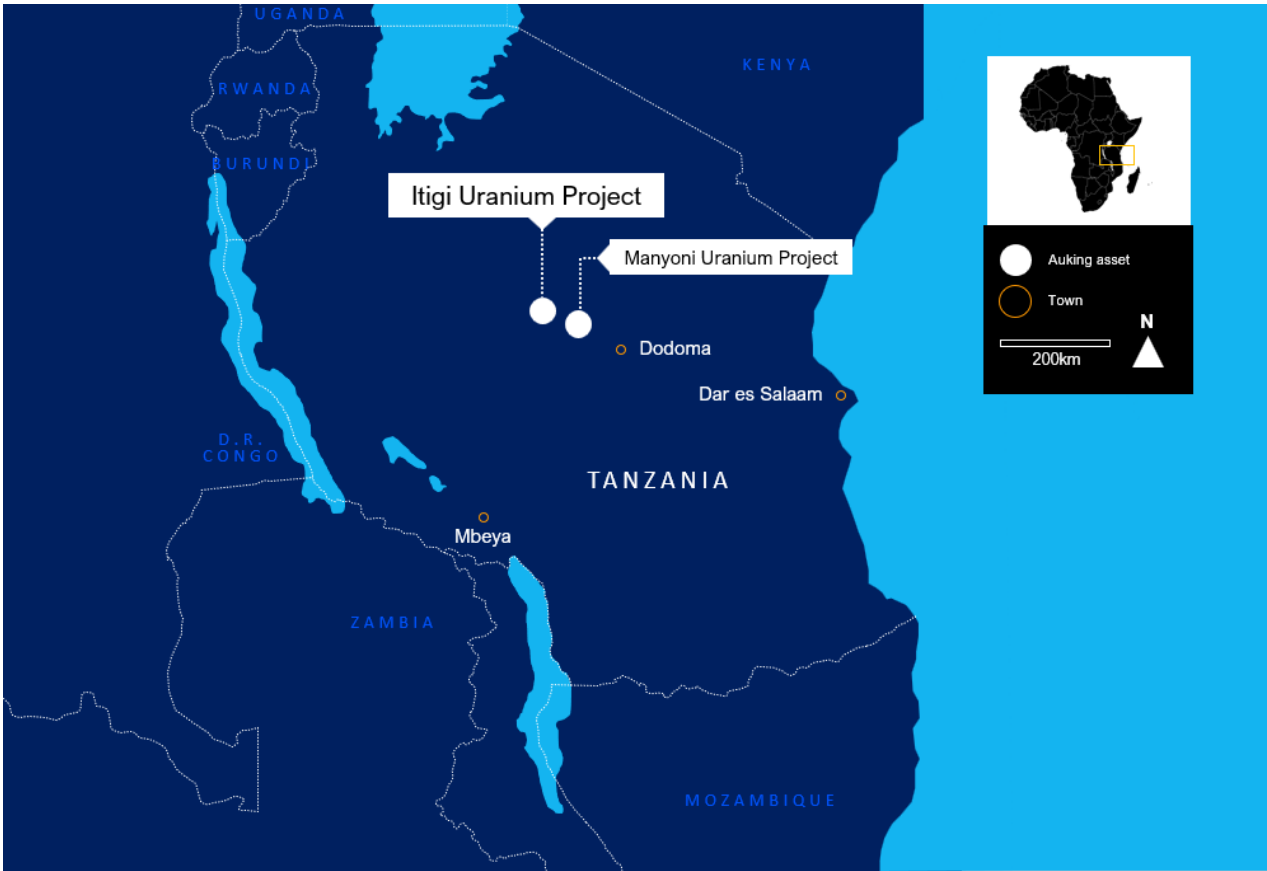 UGANDA
KENYA
RWANDA
BURUNDI
Itigi Uranium Project
Manyoni Uranium Project
Auking asset
Town
N
200km
Dodoma
Dar es Salaam
D.R.
CONGO
TANZANIA
Mbeya
ZAMBIA
MOZAMBIQUE